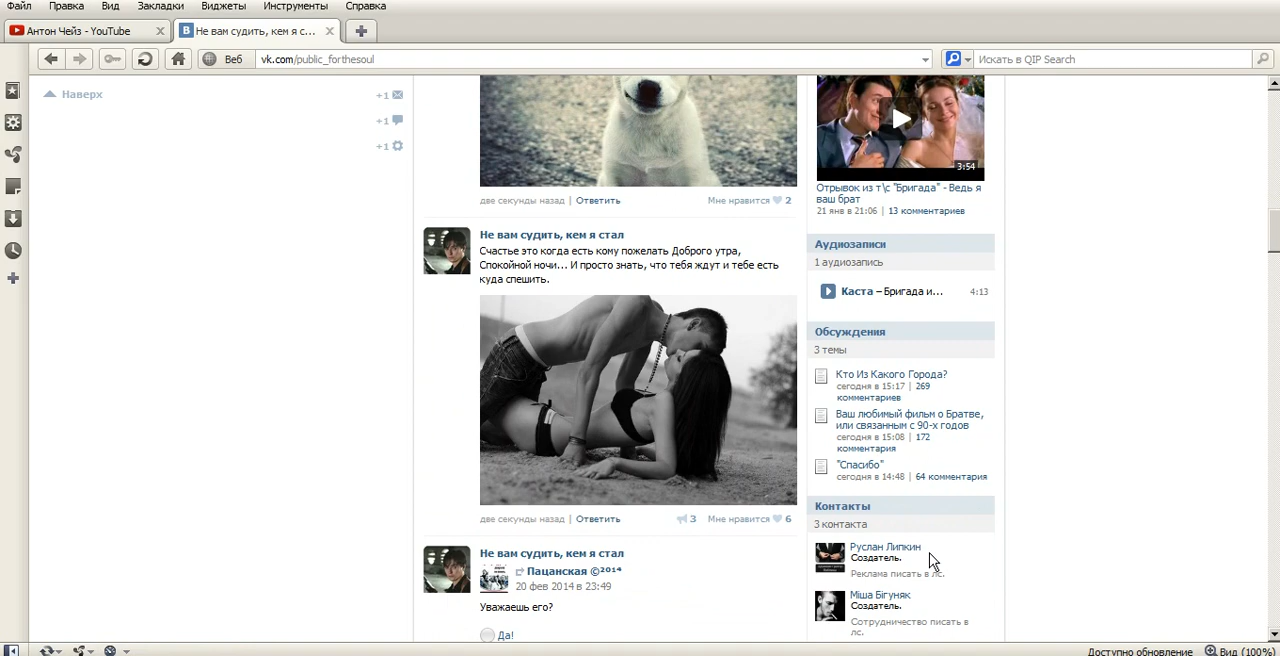 Файл Правка Вид Закладки Виджеты Инструменты Справка
Антон Чейз - YouTube
Не вам судить, кем я с...
Веб
vk.com/public_forthesoul
Искать в QIP Search
Наверх
+1
+1
+1
две секунды назад | Ответить
Мне нравится 2
Не вам судить, кем я стал
Счастье это когда есть кому пожелать Доброго утра,
Спокойной ночи... И просто знать, что тебя ждут и тебе есть
куда спешить.
две секунды назад | Ответить
3 Мне нравится 6
Не вам судить, кем я стал
Пацанская ©²⁰¹⁴
20 фев 2014 в 23:49
Уважаешь его?
Да!
3:54
Отрывок из т\с "Бригада" - Ведь я
ваш брат
21 янв в 21:06 | 13 комментариев
Аудиозаписи
1 аудиозапись
Каста – Бригада и... 4:13
Обсуждения
3 темы
Кто Из Какого Города?
сегодня в 15:17 | 269
комментариев
Ваш любимый фильм о Братве,
или связанным с 90-х годов
сегодня в 15:08 | 172
комментария
"Спасибо"
сегодня в 14:48 | 64 комментария
Контакты
3 контакта
Руслан Липкин
Создатель.
Реклама писать в лс.
Міша Бігуняк
Создатель.
Сотрудничество писать в
лс.
Доступно обновление Вид (100%)